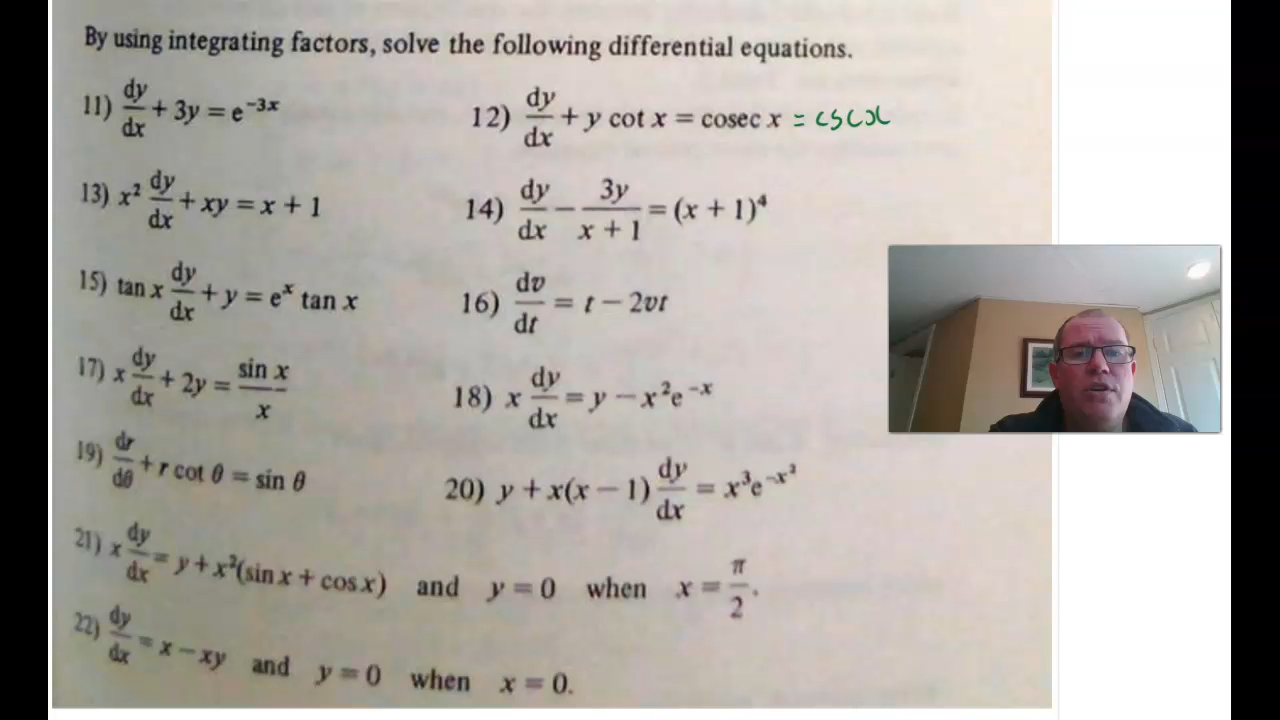 By using integrating factors, solve the following differential equations.
11) dy/dx + 3y = e^-3x
12) dy/dx + y cot x = cosec x = cscx
13) x² dy/dx + xy = x + 1
14) dy/dx - 3y/(x + 1) = (x + 1)⁴
15) tan x dy/dx + y = eˣ tan x
16) dv/dt = t - 2vt
17) x dy/dx + 2y = sin x/x
18) x dy/dx = y - x²e^-x
19) dr/dθ + r cot θ = sin θ
20) y + x(x - 1) dy/dx = x³e^-x²
21) x dy/dx = y + x²(sin x + cos x) and y = 0 when x = π/2.
22) dy/dx = x - xy and y = 0 when x = 0.